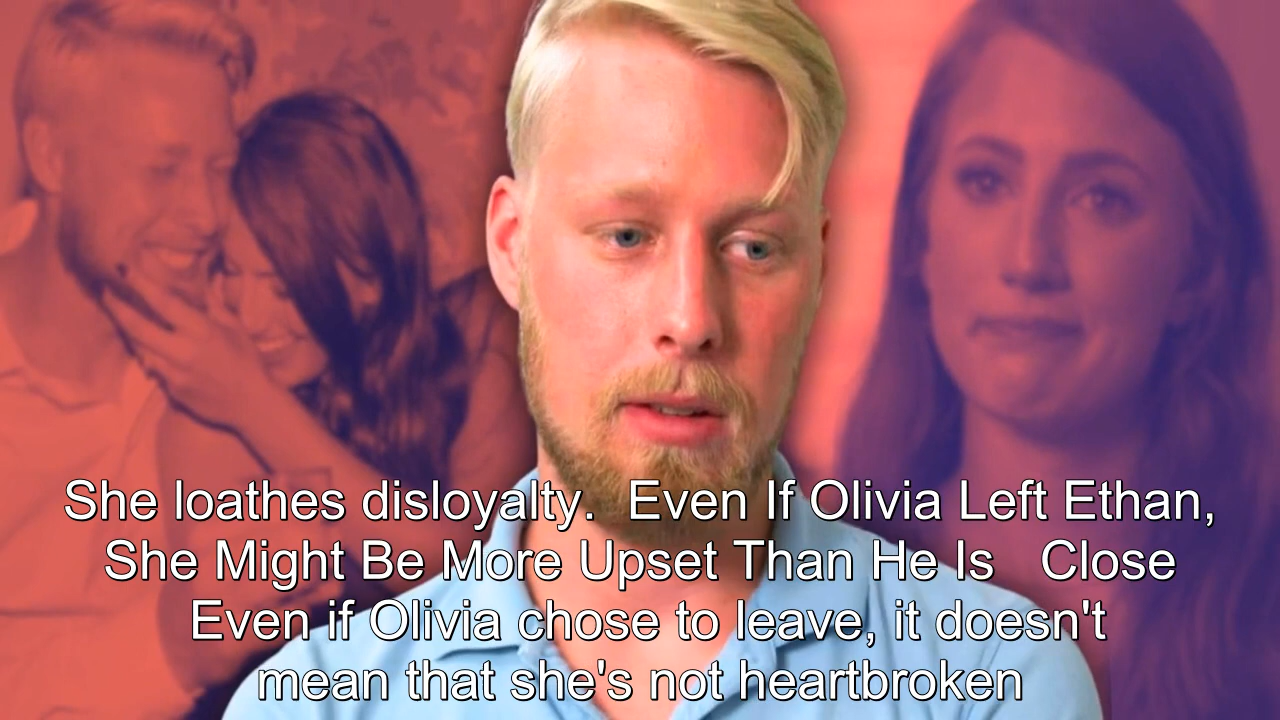 She loathes disloyalty.  Even If Olivia Left Ethan,
She Might Be More Upset Than He Is   Close
Even if Olivia chose to leave, it doesn't
mean that she's not heartbroken